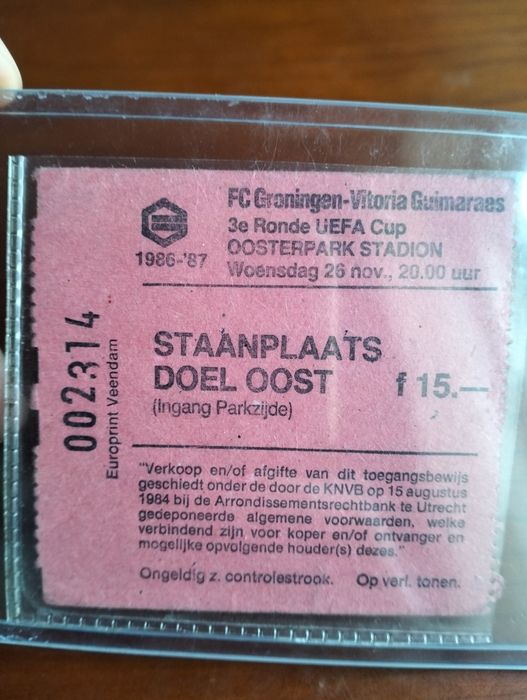 FC Groningen-Vitoria Guimaraes
3e Ronde UEFA Cup
OOSTERPARK STADION
Woensdag 26 nov., 20.00 uur
1986-'87
STAANPLAATS
DOEL OOST f 15.—
(Ingang Parkzijde)
002314
Europrint Veendam
"Verkoop en/of afgifte van dit toegangsbewijs
geschiedt onder de door de KNVB op 15 augustus
1984 bij de Arrondissementsrechtbank te Utrecht
gedeponeerde algemene voorwaarden, welke
verbindend zijn voor koper en/of ontvanger en
mogelijke opvolgende houder(s) dezes."
Ongeldig z. controlestrook. Op verl. tonen.